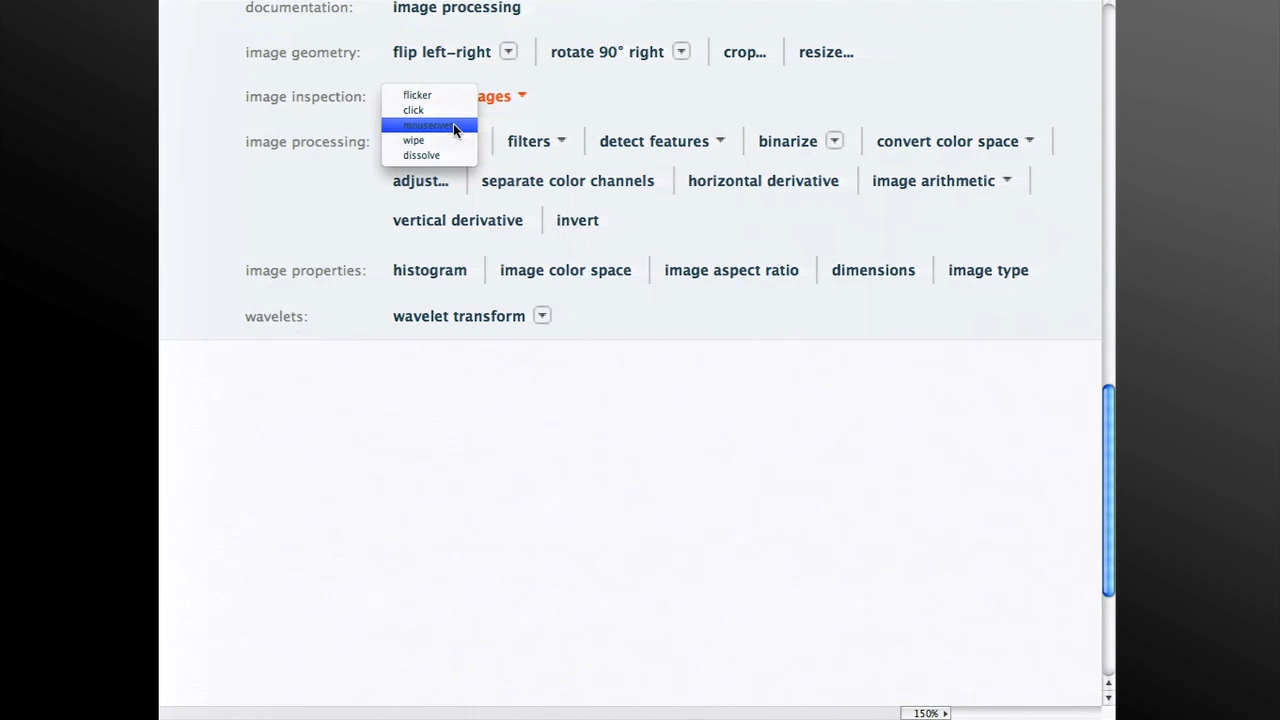 documentation: image processing
image geometry: flip left-right rotate 90° right crop... resize...
image inspection: ages
flicker
click
mouseover
wipe
dissolve
image processing: filters detect features binarize convert color space
adjust... separate color channels horizontal derivative image arithmetic
vertical derivative invert
image properties: histogram image color space image aspect ratio dimensions image type
wavelets: wavelet transform
150%